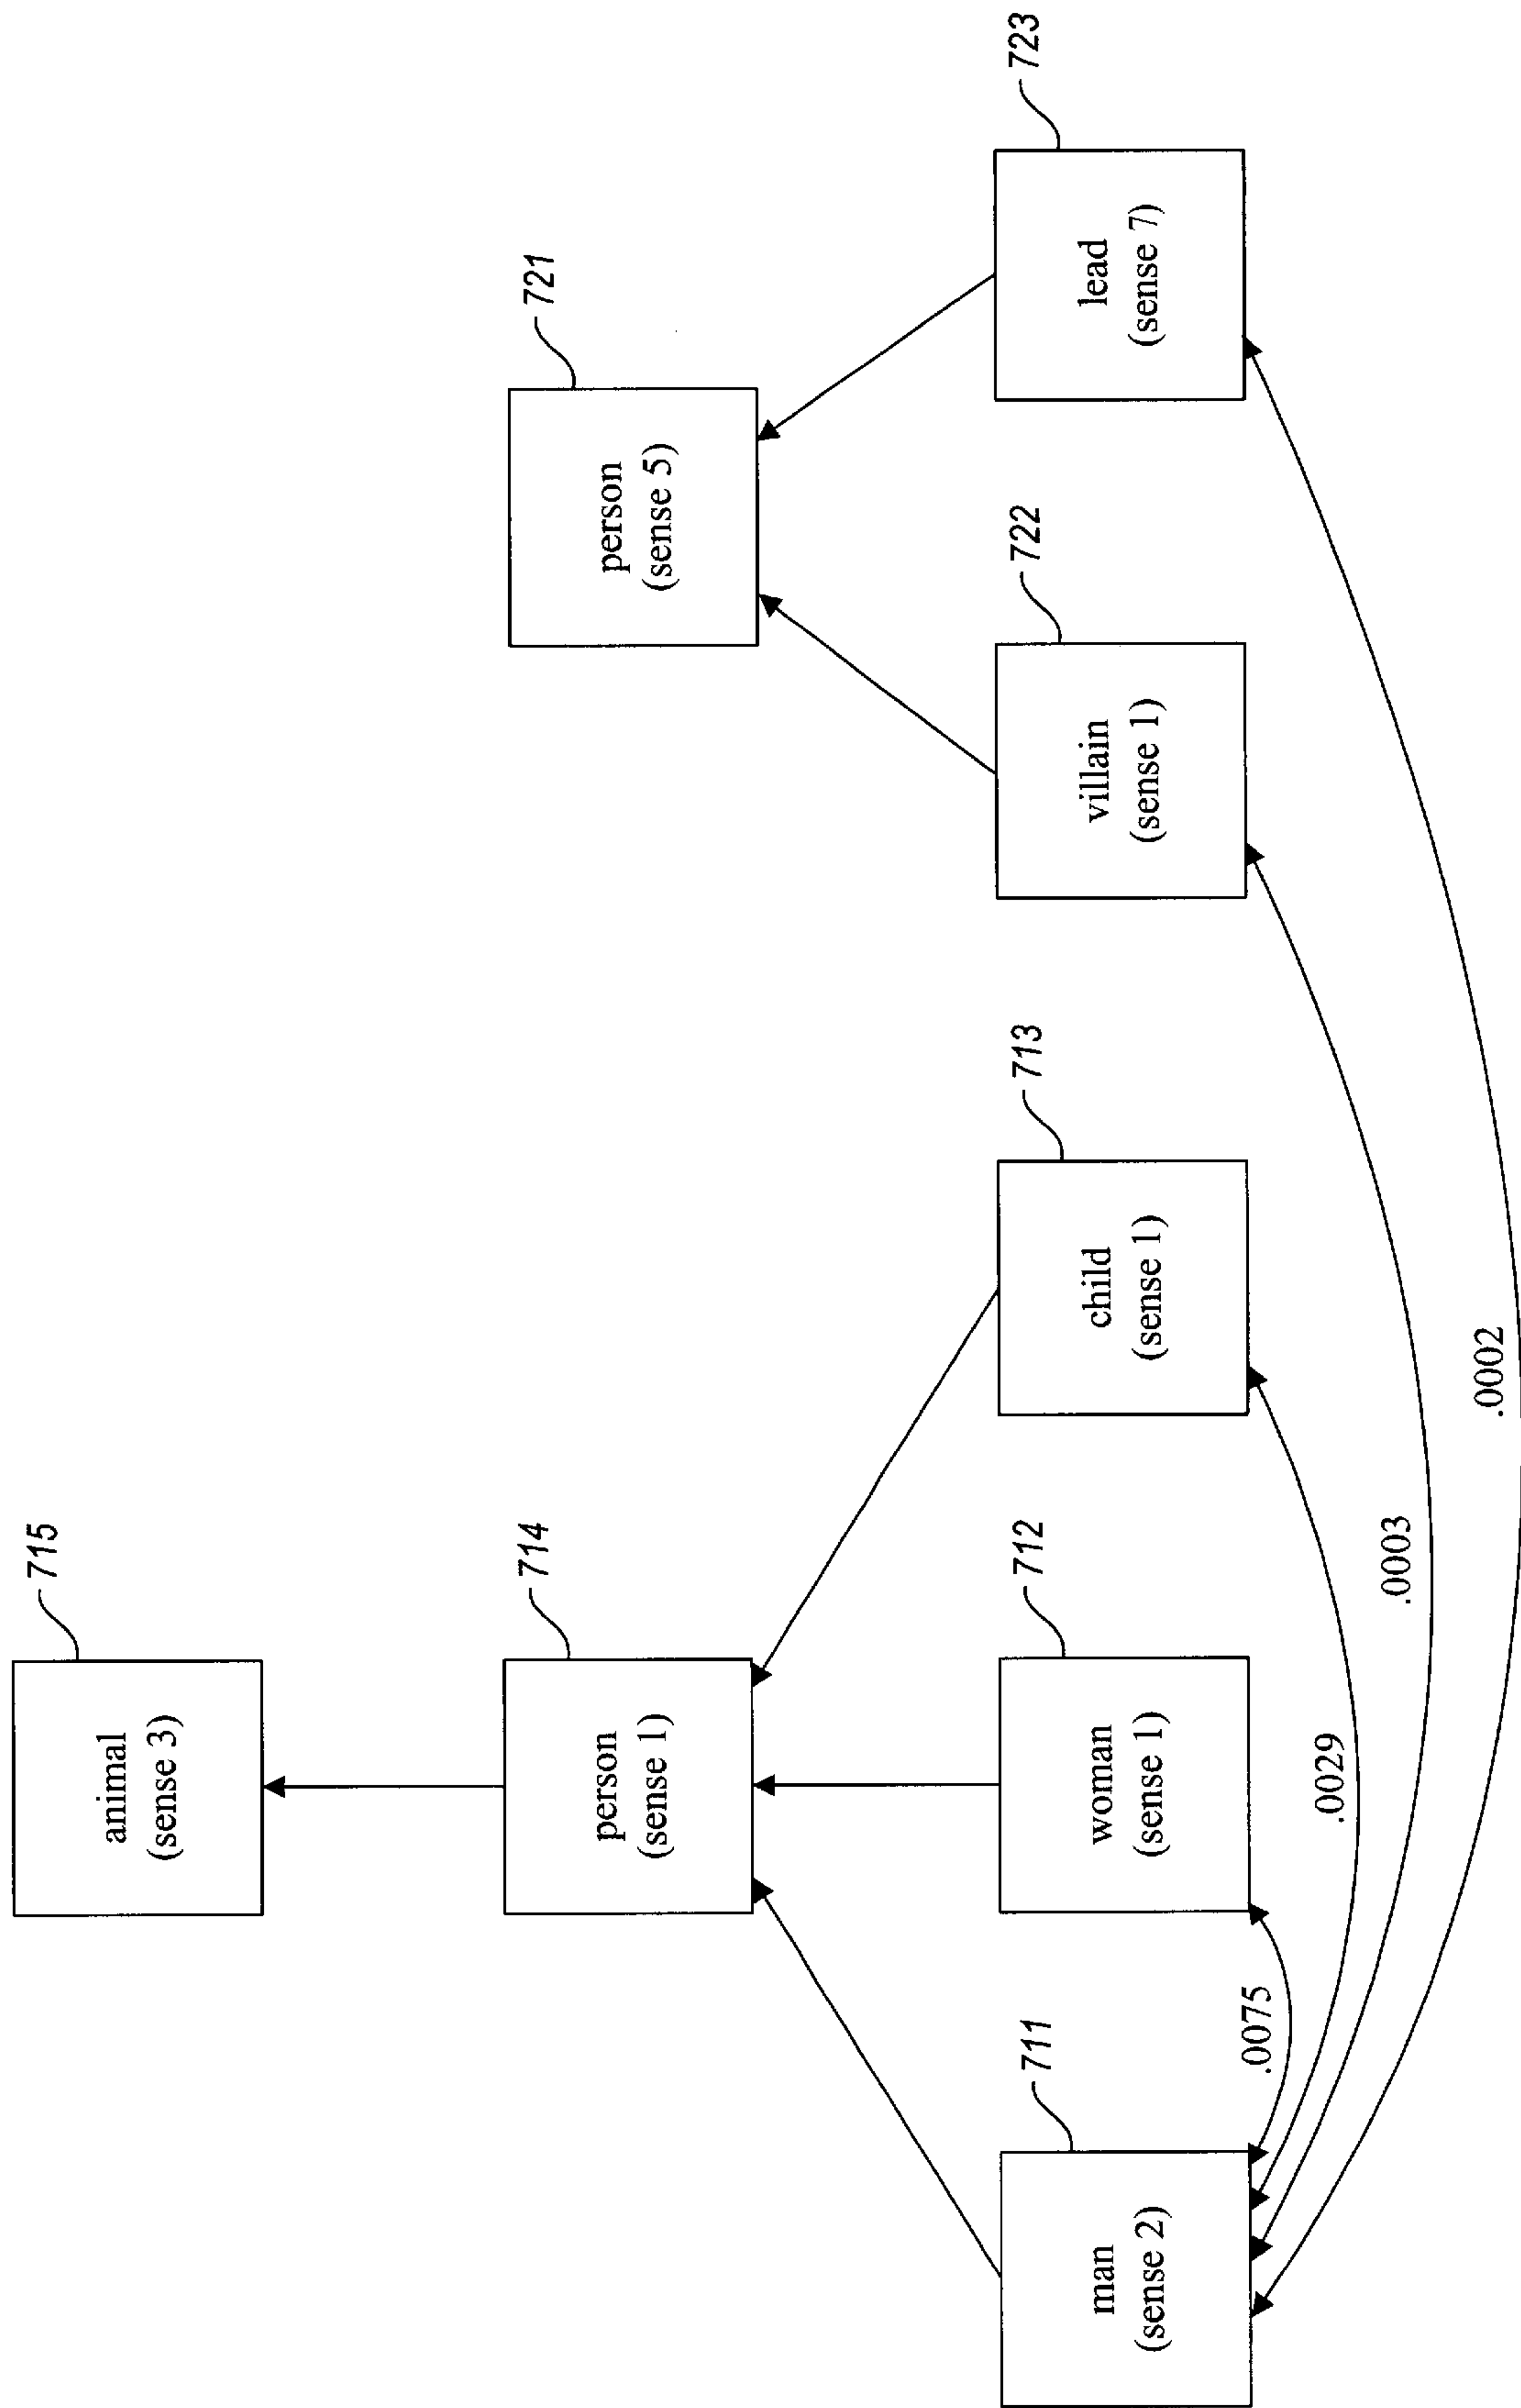 715
animal
(sense 3)
714
person
(sense 1)
721
person
(sense 5)
711
man
(sense 2)
712
woman
(sense 1)
713
child
(sense 1)
722
villain
(sense 1)
723
lead
(sense 7)
.0075
.0029
.0003
.0002